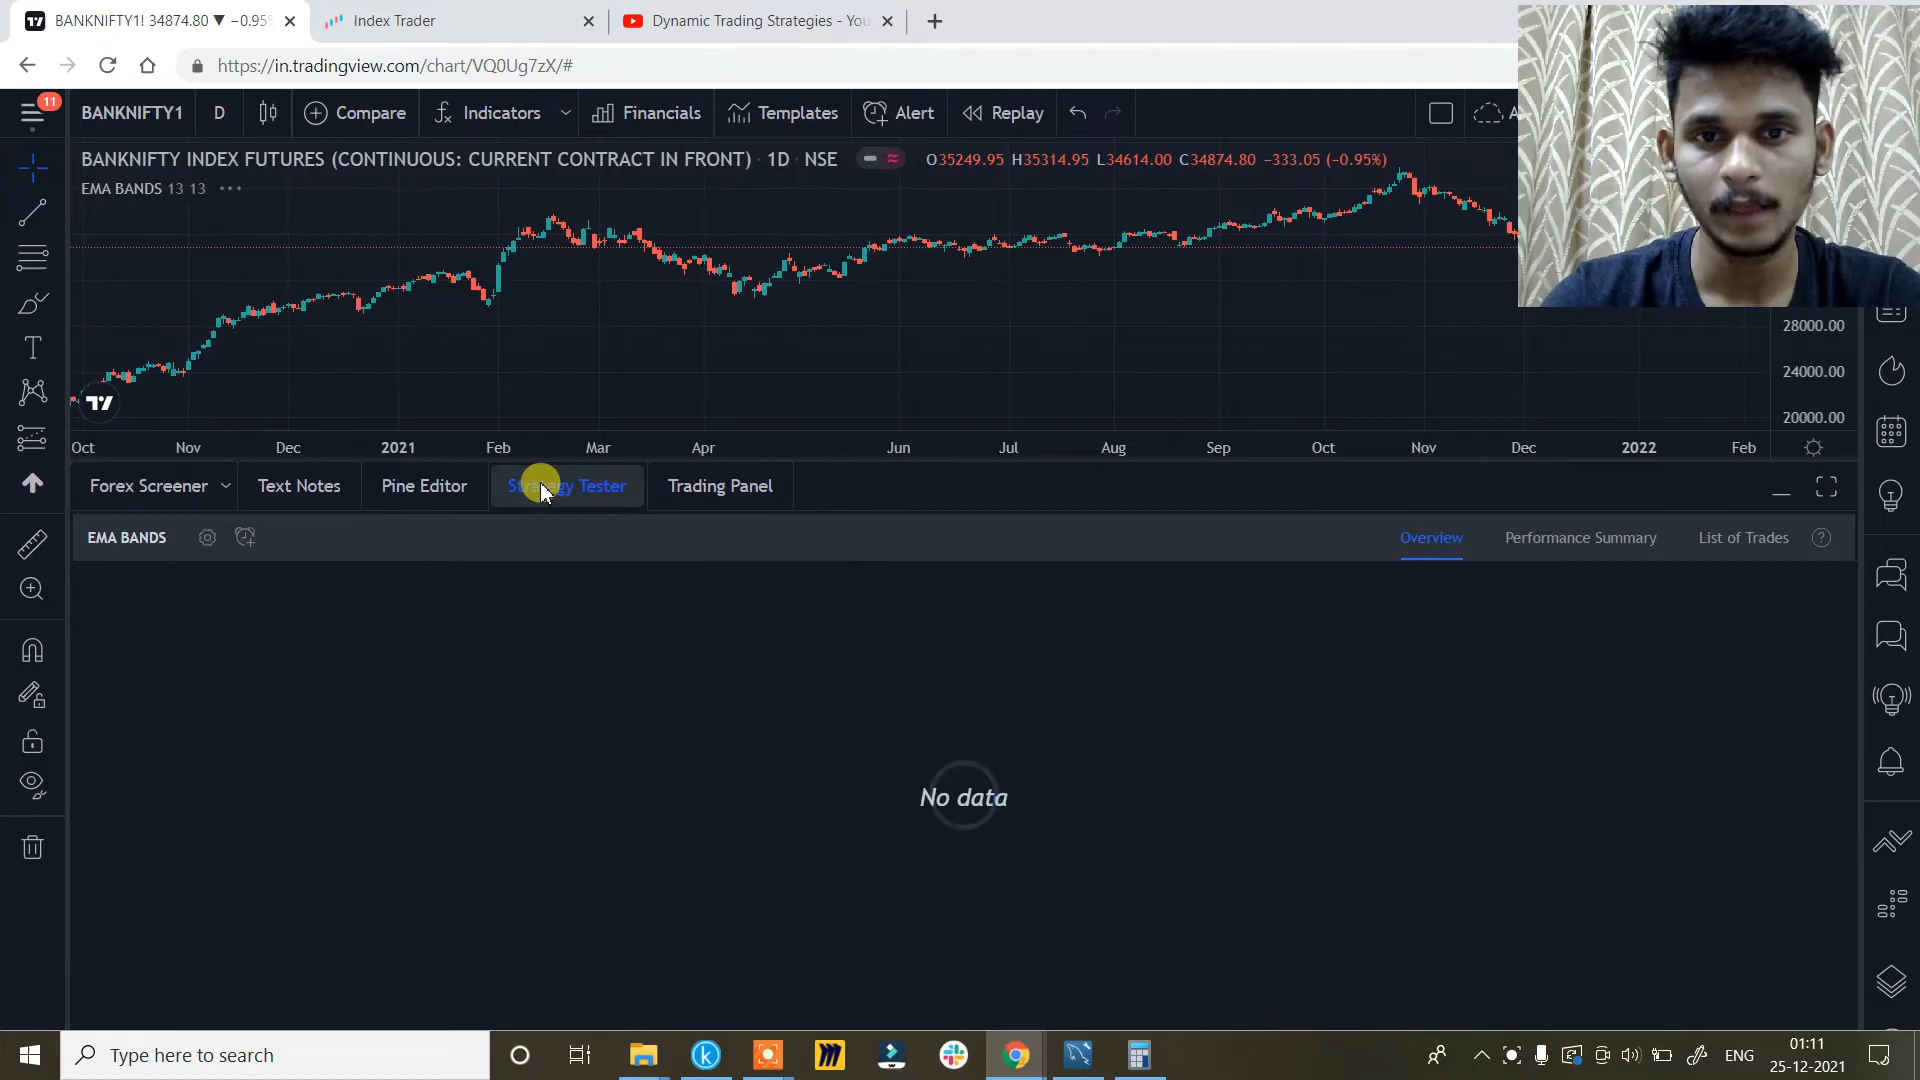 BANKNIFTY1! 34874.80 ▼ −0.95%
Index Trader
Dynamic Trading Strategies - You
https://in.tradingview.com/chart/VQ0Ug7zX/#
11
BANKNIFTY1
D
Compare
Indicators
Financials
Templates
Alert
Replay
BANKNIFTY INDEX FUTURES (CONTINUOUS: CURRENT CONTRACT IN FRONT) · 1D · NSE
O35249.95 H35314.95 L34614.00 C34874.80 −333.05 (−0.95%)
EMA BANDS 13 13
28000.00
24000.00
20000.00
Oct Nov Dec 2021 Feb Mar Apr Jun Jul Aug Sep Oct Nov Dec 2022 Feb
Forex Screener
Text Notes
Pine Editor
Strategy Tester
Trading Panel
EMA BANDS
Overview
Performance Summary
List of Trades
No data
Type here to search
ENG
01:11
25-12-2021